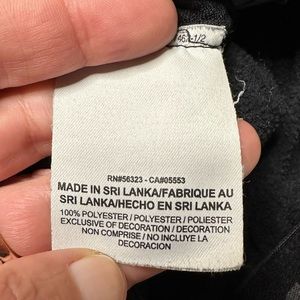 RN#56323 - CA#05553
MADE IN SRI LANKA/FABRIQUE AU
SRI LANKA/HECHO EN SRI LANKA
100% POLYESTER / POLYESTER / POLIESTER
EXCLUSIVE OF DECORATION / DECORATION
NON COMPRISE / NO INCLUYE LA
DECORACION